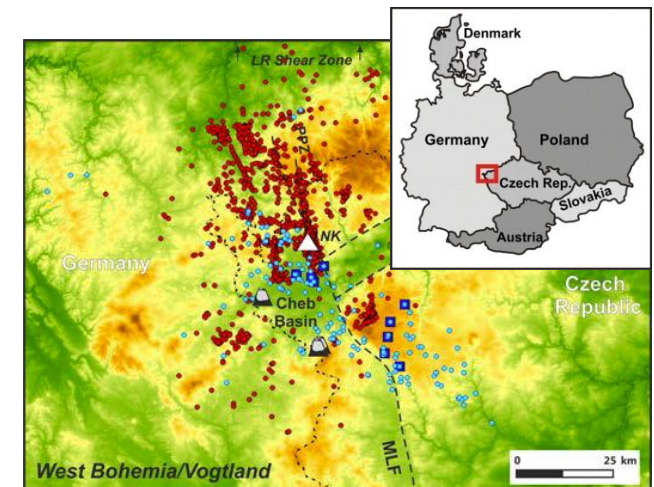 LR Shear Zone
PPZ
NK
Germany
Cheb
Basin
Czech
Republic
MLF
West Bohemia/Vogtland
0 25 km
Denmark
Germany
Poland
Czech Rep.
Slovakia
Austria